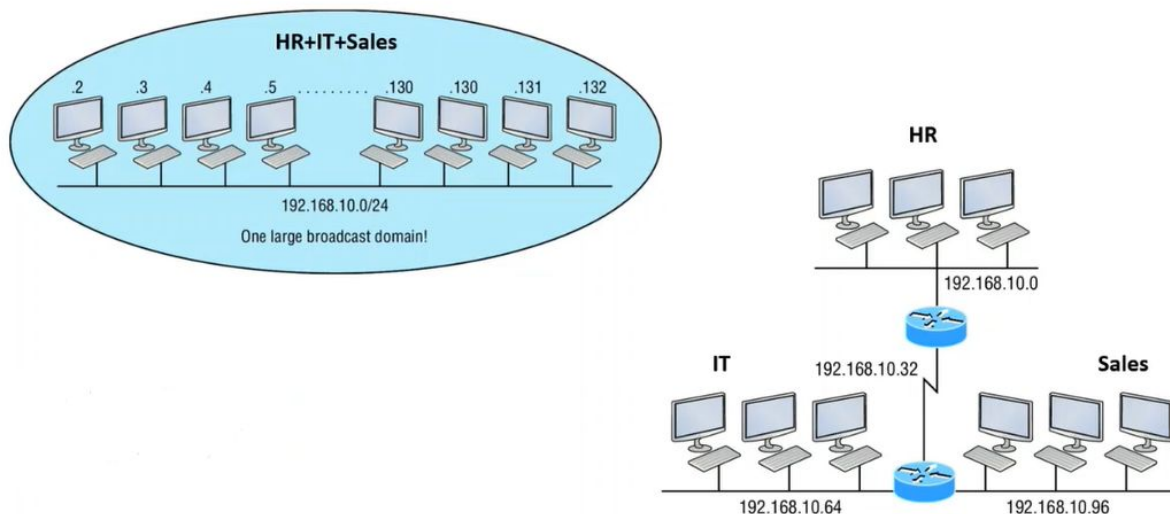 HR+IT+Sales
.2 .3 .4 .5 ......... .130 .130 .131 .132
192.168.10.0/24
One large broadcast domain!
HR
192.168.10.0
192.168.10.32
IT
Sales
192.168.10.64
192.168.10.96